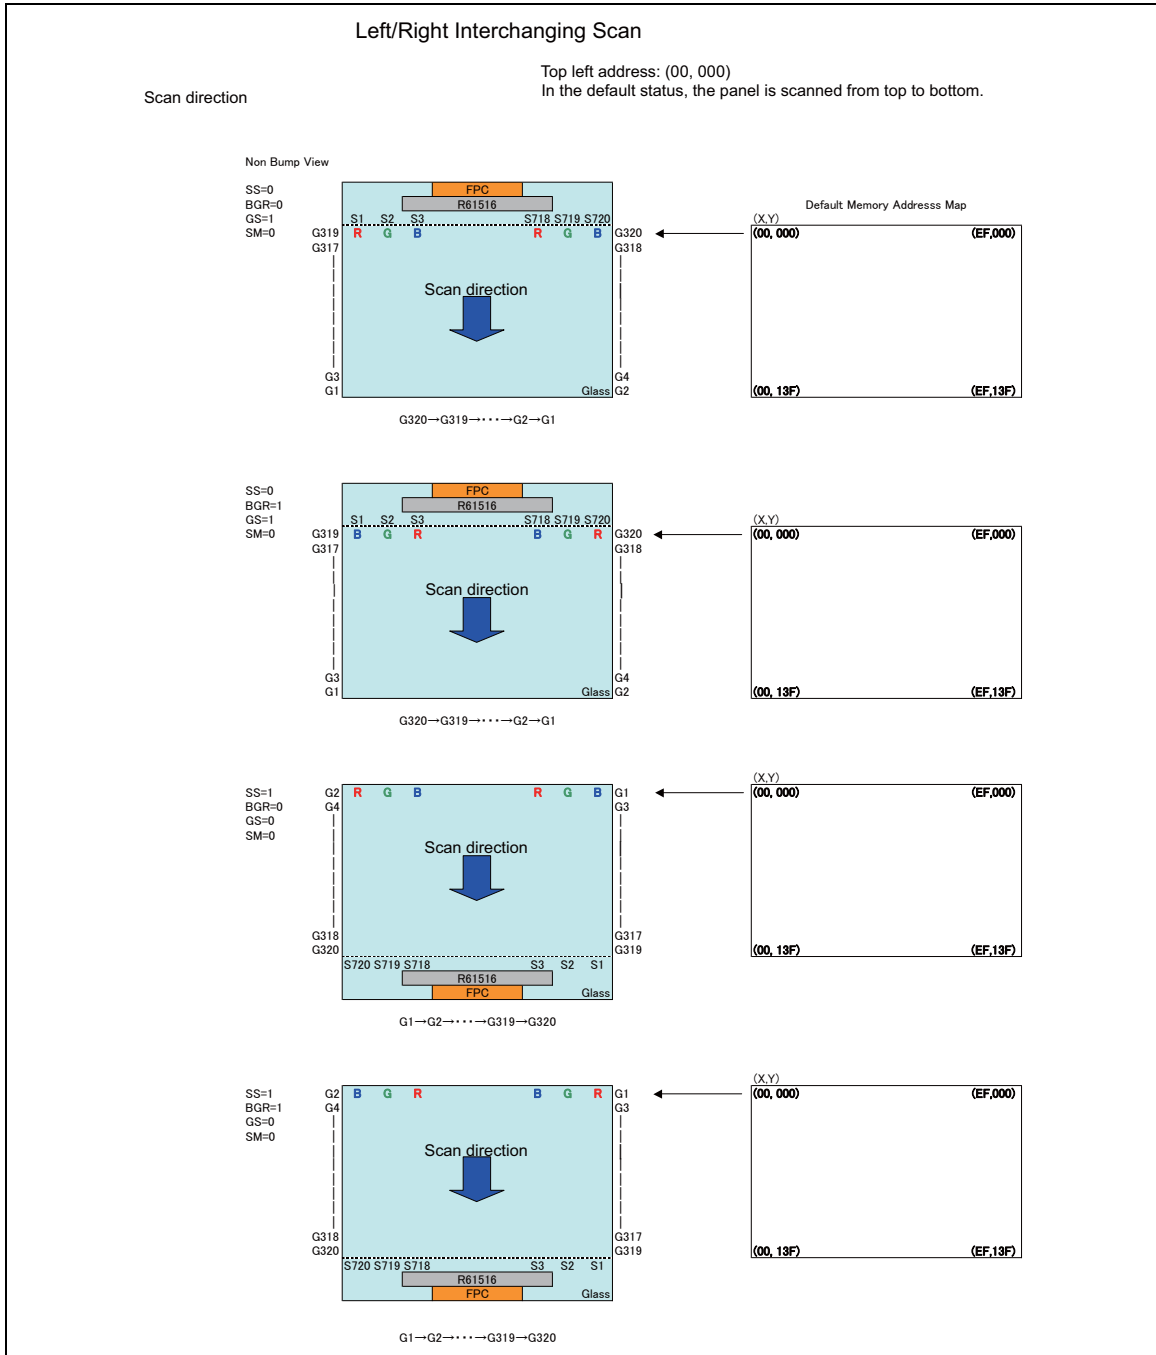 Left/Right Interchanging Scan
Top left address: (00, 000)
In the default status, the panel is scanned from top to bottom.
Scan direction
Non Bump View
SS=0
BGR=0
GS=1
SM=0
FPC
R61516
S1 S2 S3 S718 S719 S720
G319 R G B R G B G320
G317 G318
Scan direction
G3 G4
G1 Glass G2
G320→G319→・・・→G2→G1
Default Memory Addresss Map
(X,Y)
(00, 000) (EF,000)
(00, 13F) (EF,13F)
SS=0
BGR=1
GS=1
SM=0
FPC
R61516
S1 S2 S3 S718 S719 S720
G319 B G R B G R G320
G317 G318
Scan direction
G3 G4
G1 Glass G2
G320→G319→・・・→G2→G1
(X,Y)
(00, 000) (EF,000)
(00, 13F) (EF,13F)
SS=1
BGR=0
GS=0
SM=0
G2 R G B R G B G1
G4 G3
Scan direction
G318 G317
G320 G319
S720 S719 S718 S3 S2 S1
R61516
FPC Glass
G1→G2→・・・→G319→G320
(X,Y)
(00, 000) (EF,000)
(00, 13F) (EF,13F)
SS=1
BGR=1
GS=0
SM=0
G2 B G R B G R G1
G4 G3
Scan direction
G318 G317
G320 G319
S720 S719 S718 S3 S2 S1
R61516
FPC Glass
G1→G2→・・・→G319→G320
(X,Y)
(00, 000) (EF,000)
(00, 13F) (EF,13F)